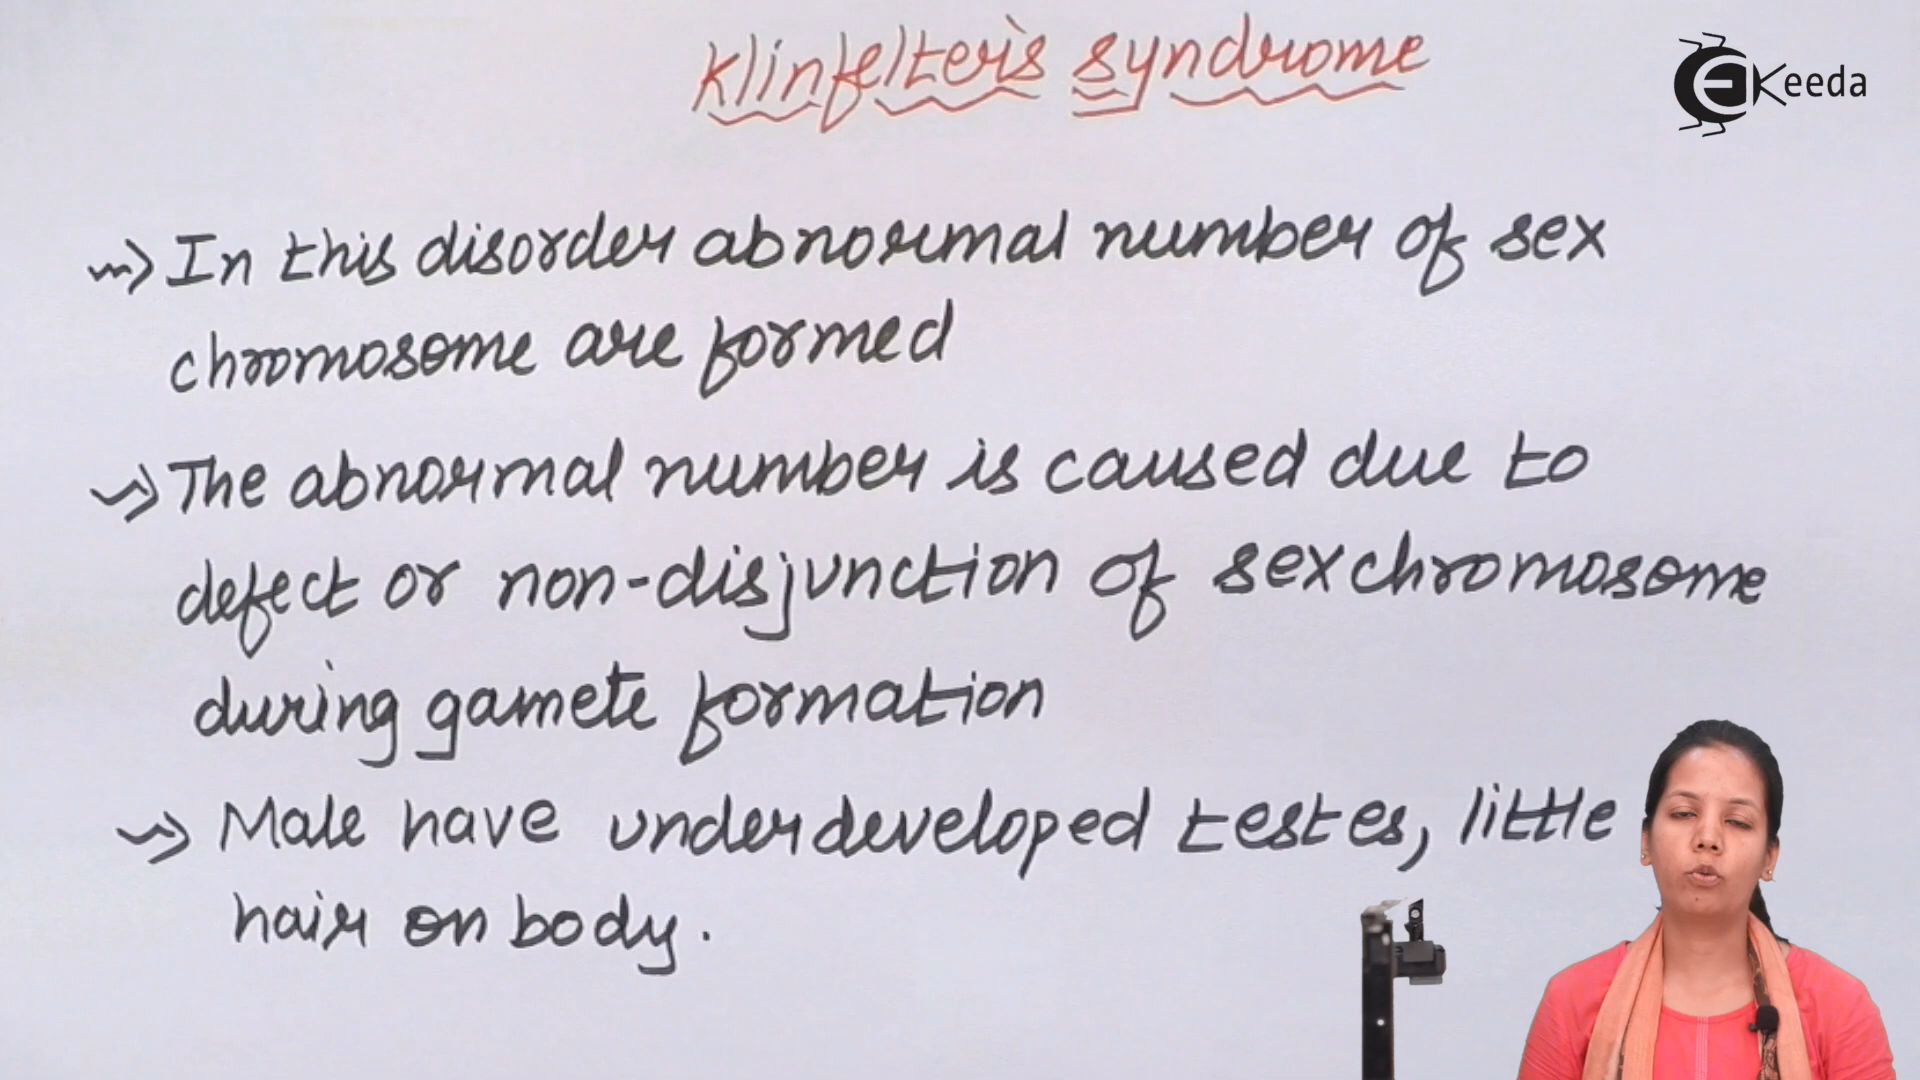 Klinfelter's syndrome
EKeeda
In this disorder abnormal number of sex
chromosome are formed
The abnormal number is caused due to
defect or non-disjunction of sex chromosome
during gamete formation
Male have underdeveloped testes, little
hair on body.